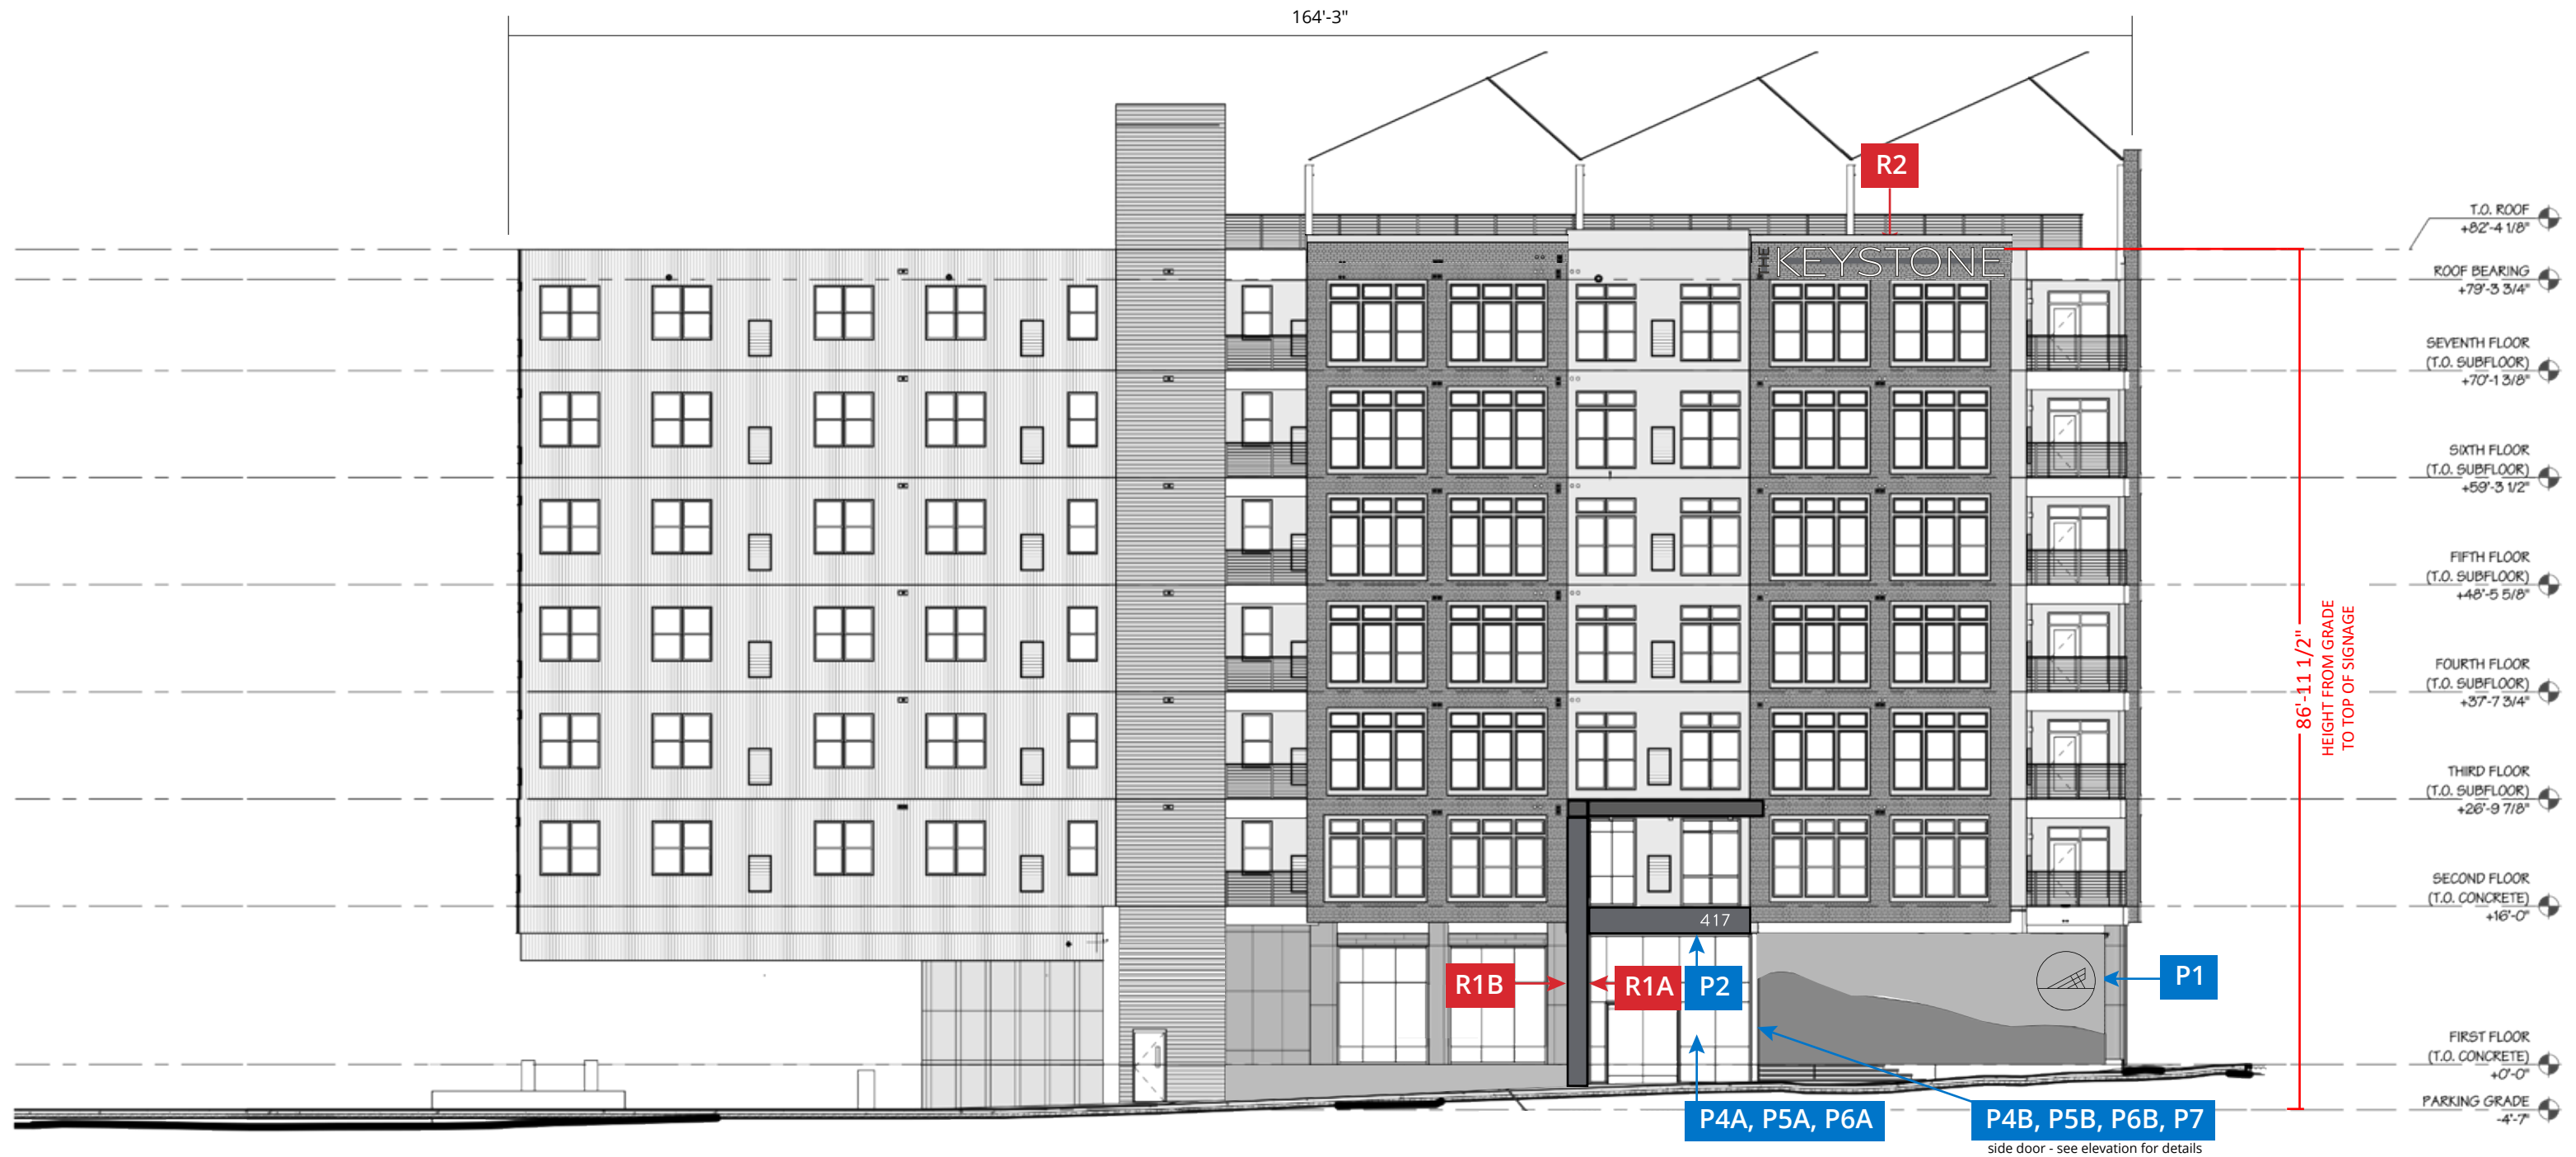 164'-3"
R2
THE
KEYSTONE
T.O. ROOF
+82'-4 1/8"
ROOF BEARING
+79'-3 3/4"
SEVENTH FLOOR
(T.O. SUBFLOOR)
+70'-1 3/8"
SIXTH FLOOR
(T.O. SUBFLOOR)
+59'-3 1/2"
FIFTH FLOOR
(T.O. SUBFLOOR)
+48'-5 5/8"
86'-11 1/2"
HEIGHT FROM GRADE
TO TOP OF SIGNAGE
FOURTH FLOOR
(T.O. SUBFLOOR)
+37'-7 3/4"
THIRD FLOOR
(T.O. SUBFLOOR)
+26'-9 7/8"
SECOND FLOOR
(T.O. CONCRETE)
+16'-0"
417
R1B
R1A
P2
P1
FIRST FLOOR
(T.O. CONCRETE)
+0'-0"
PARKING GRADE
-4'-7"
P4A, P5A, P6A
P4B, P5B, P6B, P7
side door - see elevation for details